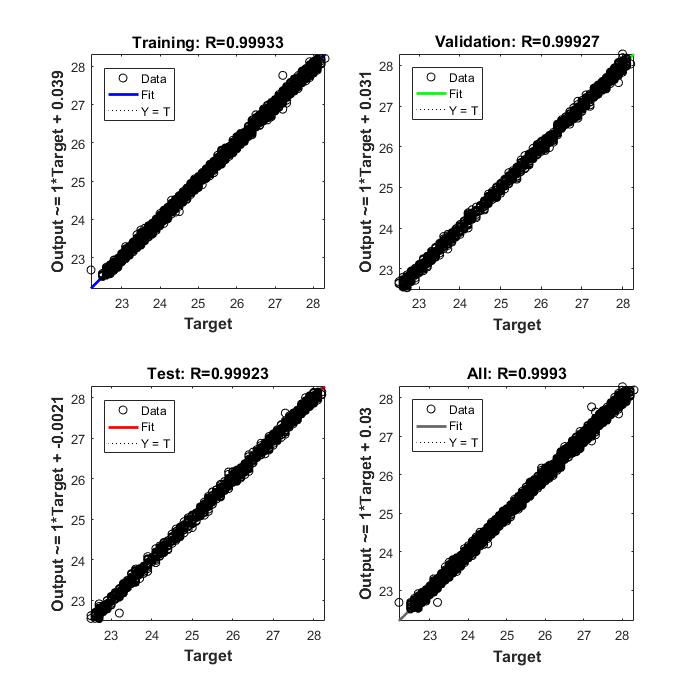 Training: R=0.99933
Output ~= 1*Target + 0.039
28
27
26
25
24
23
Data
Fit
Y = T
23 24 25 26 27 28
Target
Validation: R=0.99927
Output ~= 1*Target + 0.031
28
27
26
25
24
23
Data
Fit
Y = T
23 24 25 26 27 28
Target
Test: R=0.99923
Output ~= 1*Target + -0.0021
28
27
26
25
24
23
Data
Fit
Y = T
23 24 25 26 27 28
Target
All: R=0.9993
Output ~= 1*Target + 0.03
28
27
26
25
24
23
Data
Fit
Y = T
23 24 25 26 27 28
Target